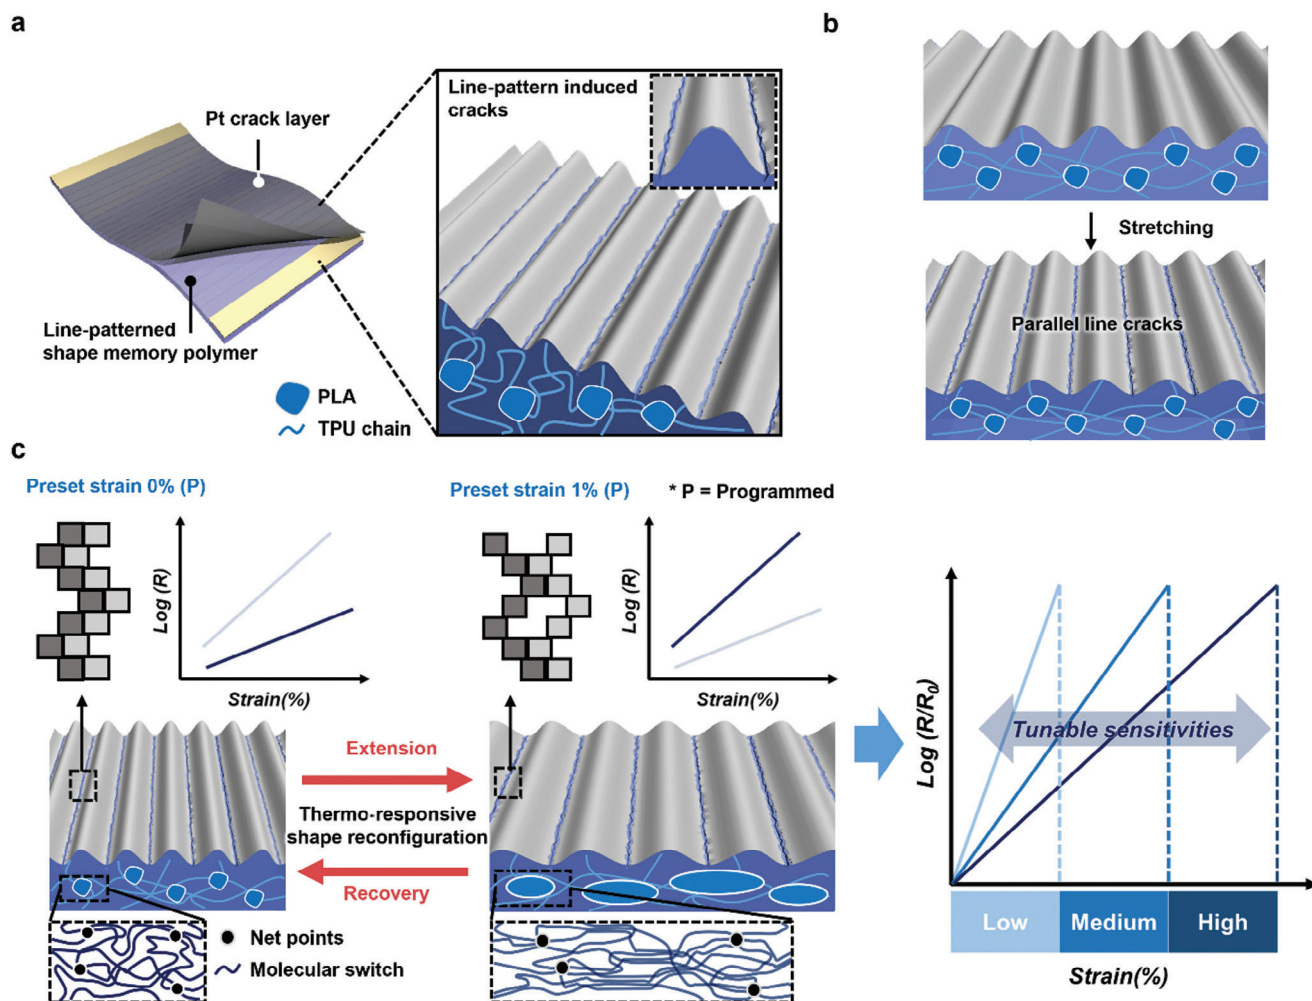 a
Pt crack layer
Line-patterned
shape memory polymer
Line-pattern induced
cracks
PLA
TPU chain
b
Stretching
Parallel line cracks
c
Preset strain 0% (P)
Log (R)
Strain(%)
Preset strain 1% (P)
* P = Programmed
Log (R)
Strain(%)
Extension
Thermo-responsive
shape reconfiguration
Recovery
Net points
Molecular switch
Log (R/R₀)
Tunable sensitivities
Low
Medium
High
Strain(%)